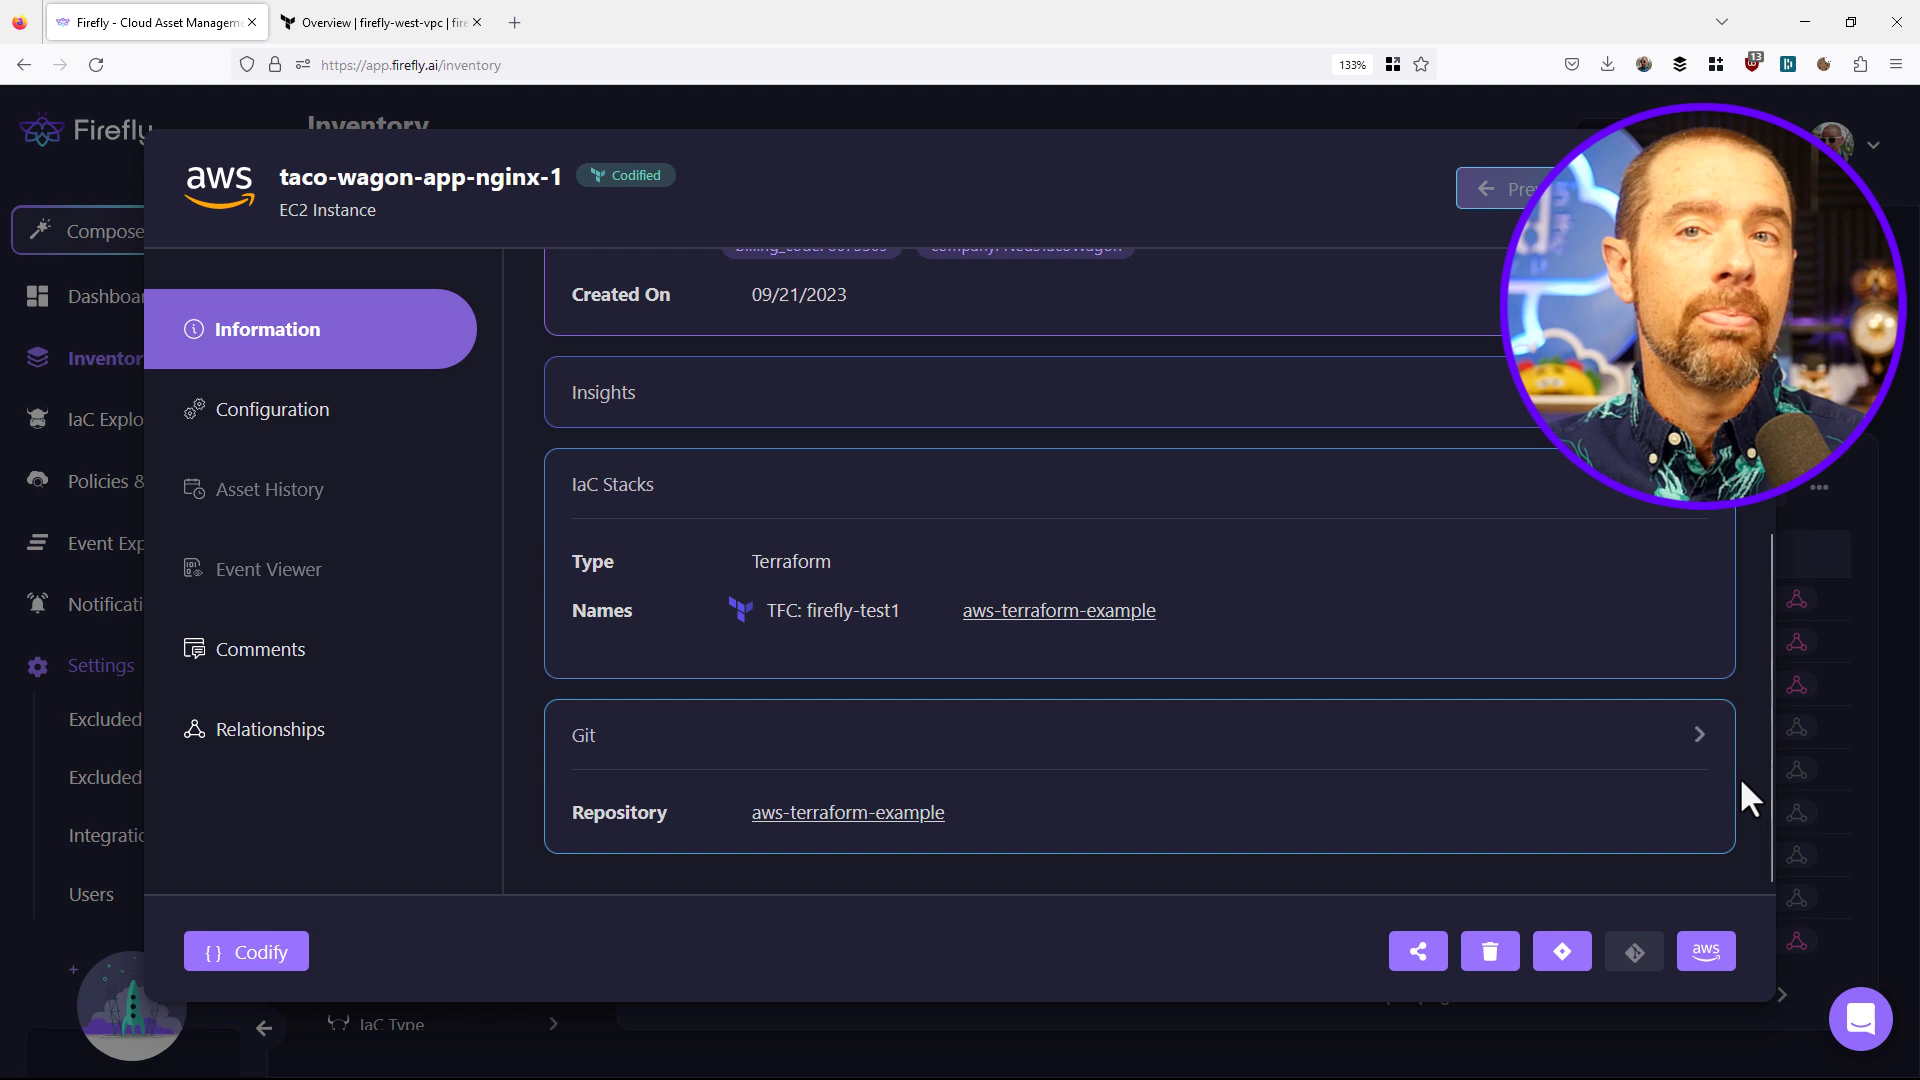 Firefly - Cloud Asset Managem
Overview | firefly-west-vpc | fire
https://app.firefly.ai/inventory
133%
13
Firefly
Inventory
aws
taco-wagon-app-nginx-1
Codified
EC2 Instance
Compose
Dashboa
Inventor
IaC Explo
Policies &
Event Exp
Notificati
Settings
Excluded
Excluded
Integratio
Users
Information
Configuration
Asset History
Event Viewer
Comments
Relationships
Created On
09/21/2023
Insights
IaC Stacks
Type
Terraform
Names
TFC: firefly-test1
aws-terraform-example
Git
Repository
aws-terraform-example
{ } Codify
aws
IaC Type